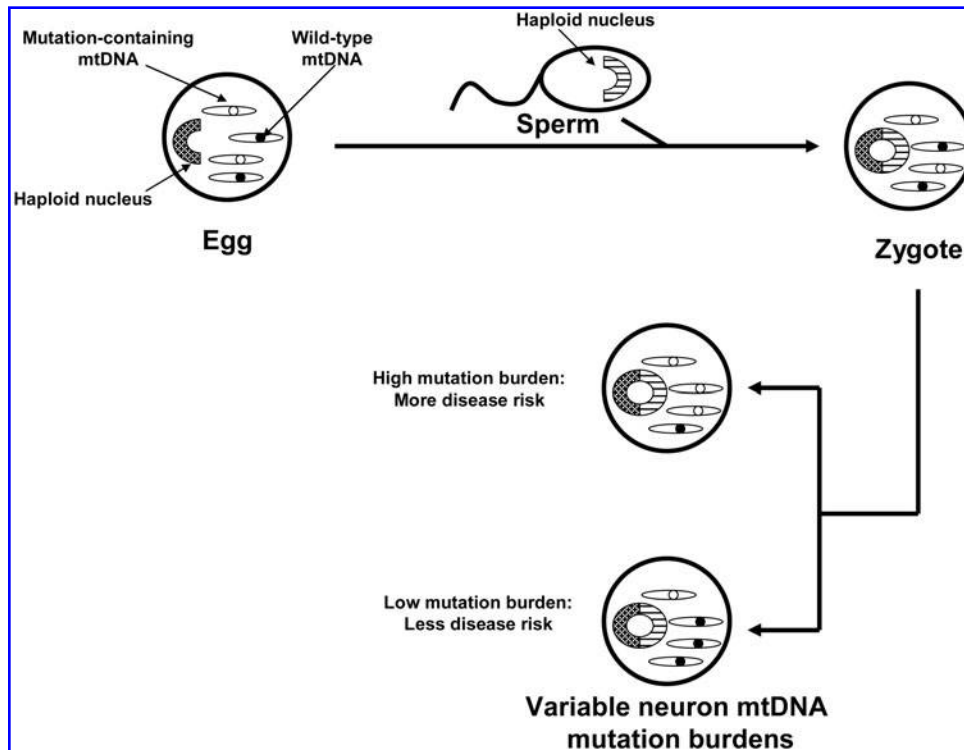 Mutation-containing
mtDNA
Wild-type
mtDNA
Haploid nucleus
Sperm
Haploid nucleus
Egg
Zygote
High mutation burden:
More disease risk
Low mutation burden:
Less disease risk
Variable neuron mtDNA
mutation burdens